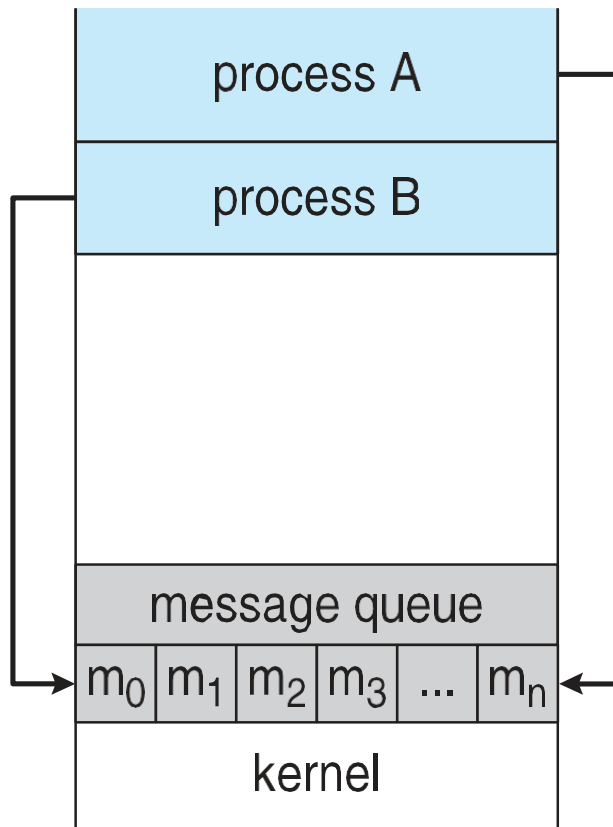 process A
process B
message queue
m₀ m₁ m₂ m₃ ... mₙ
kernel